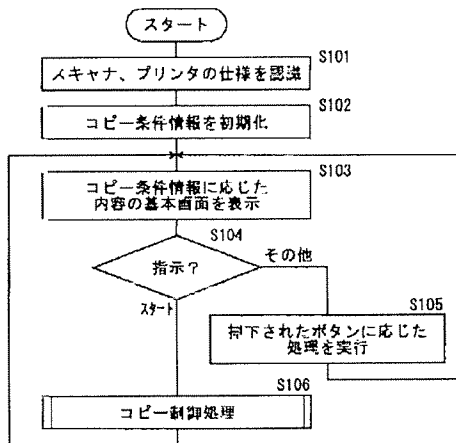 スタート
S101
メキャナ、プリンタの仕様を認識
S102
コピー条件情報を初期化
S103
コピー条件情報に応じた
内容の基本画面を表示
S104
指示？
その他
スタート
S105
押下されたボタンに応じた
処理を実行
S106
コピー制御処理